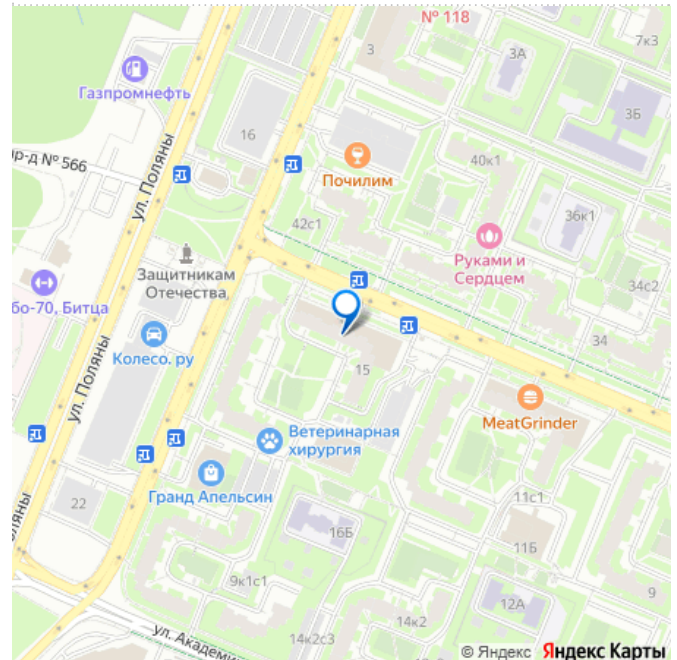 № 118
7к3
3
3А
Газпромнефть
3Б
16
пр-д № 566
40к1
Почилим
ул. Поляны
36к1
42с1
Руками и
Сердцем
Защитникам
Отечества
34с2
бо-70, Битца
34
Колесо.ру
15
ул. Поляны
MeatGrinder
Ветеринарная
хирургия
Гранд Апельсин
11с1
22
16Б
11Б
9к1с1
9
12А
14к2
ул. Академи
14к2с3
© Яндекс Яндекс Карты